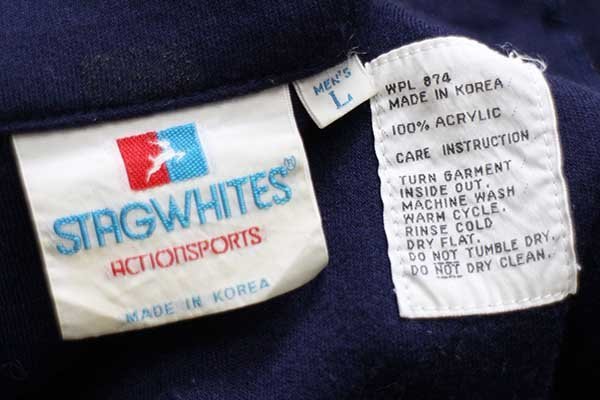 STAGWHITES®
ACTIONSPORTS
MADE IN KOREA
MEN'S
L
WPL 874
MADE IN KOREA
100% ACRYLIC
CARE INSTRUCTION
TURN GARMENT
INSIDE OUT.
MACHINE WASH
WARM CYCLE.
RINSE COLD
DRY FLAT.
DO NOT TUMBLE DRY.
DO NOT DRY CLEAN.